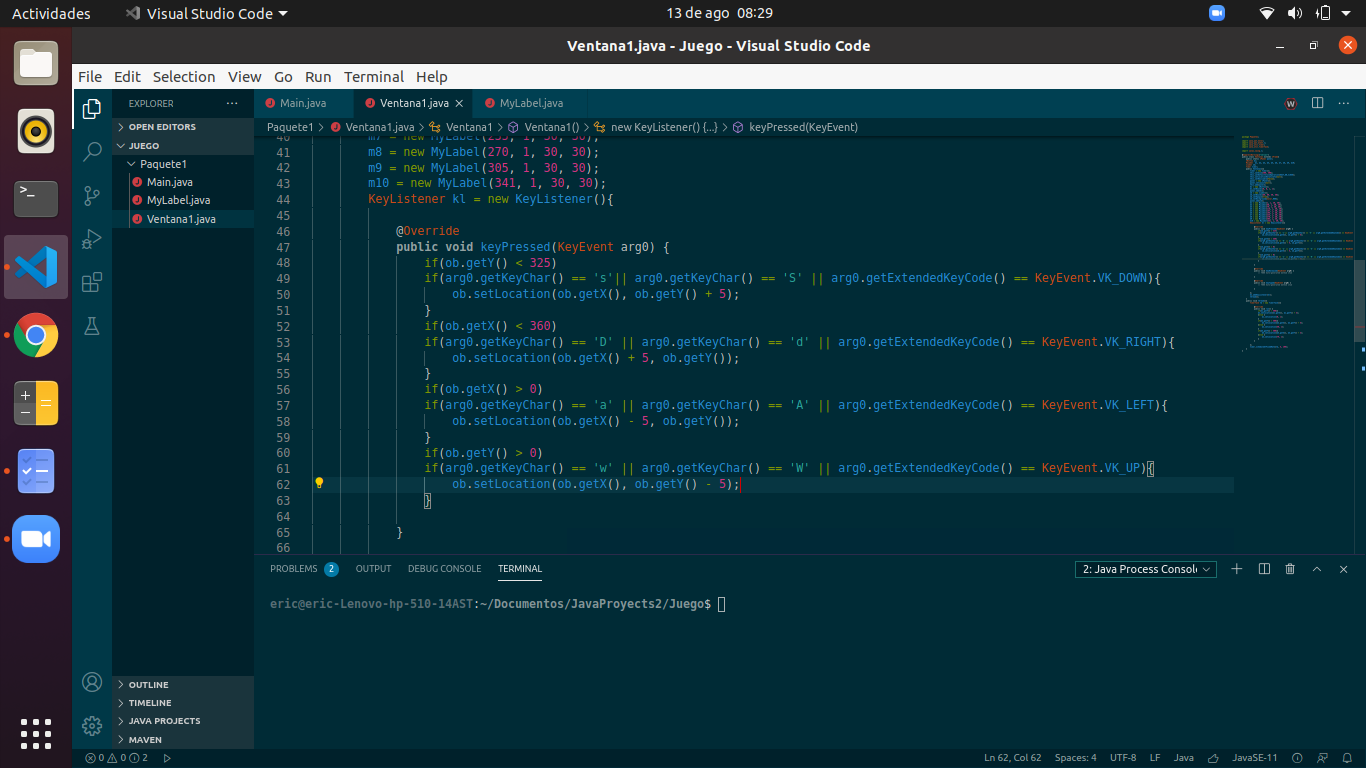 Actividades
Visual Studio Code
13 de ago 08:29
Ventana1.java - Juego - Visual Studio Code
File Edit Selection View Go Run Terminal Help
EXPLORER
OPEN EDITORS
JUEGO
Paquete1
Main.java
MyLabel.java
Ventana1.java
OUTLINE
TIMELINE
JAVA PROJECTS
MAVEN
Main.java Ventana1.java MyLabel.java
Paquete1 > Ventana1.java > Ventana1 > Ventana1() > new KeyListener() {...} > keyPressed(KeyEvent)
40 m7 = new MyLabel(235, 1, 30, 30);
41 m8 = new MyLabel(270, 1, 30, 30);
42 m9 = new MyLabel(305, 1, 30, 30);
43 m10 = new MyLabel(341, 1, 30, 30);
44 KeyListener kl = new KeyListener(){
45
46 @Override
47 public void keyPressed(KeyEvent arg0) {
48 if(ob.getY() < 325)
49 if(arg0.getKeyChar() == 's'|| arg0.getKeyChar() == 'S' || arg0.getExtendedKeyCode() == KeyEvent.VK_DOWN){
50 ob.setLocation(ob.getX(), ob.getY() + 5);
51 }
52 if(ob.getX() < 360)
53 if(arg0.getKeyChar() == 'D' || arg0.getKeyChar() == 'd' || arg0.getExtendedKeyCode() == KeyEvent.VK_RIGHT){
54 ob.setLocation(ob.getX() + 5, ob.getY());
55 }
56 if(ob.getX() > 0)
57 if(arg0.getKeyChar() == 'a' || arg0.getKeyChar() == 'A' || arg0.getExtendedKeyCode() == KeyEvent.VK_LEFT){
58 ob.setLocation(ob.getX() - 5, ob.getY());
59 }
60 if(ob.getY() > 0)
61 if(arg0.getKeyChar() == 'w' || arg0.getKeyChar() == 'W' || arg0.getExtendedKeyCode() == KeyEvent.VK_UP){
62 ob.setLocation(ob.getX(), ob.getY() - 5);
63 }
64
65 }
66
PROBLEMS 2 OUTPUT DEBUG CONSOLE TERMINAL
2: Java Process Consol
eric@eric-Lenovo-hp-510-14AST:~/Documentos/JavaProyects2/Juego$
0 0 2
Ln 62, Col 62 Spaces: 4 UTF-8 LF Java JavaSE-11